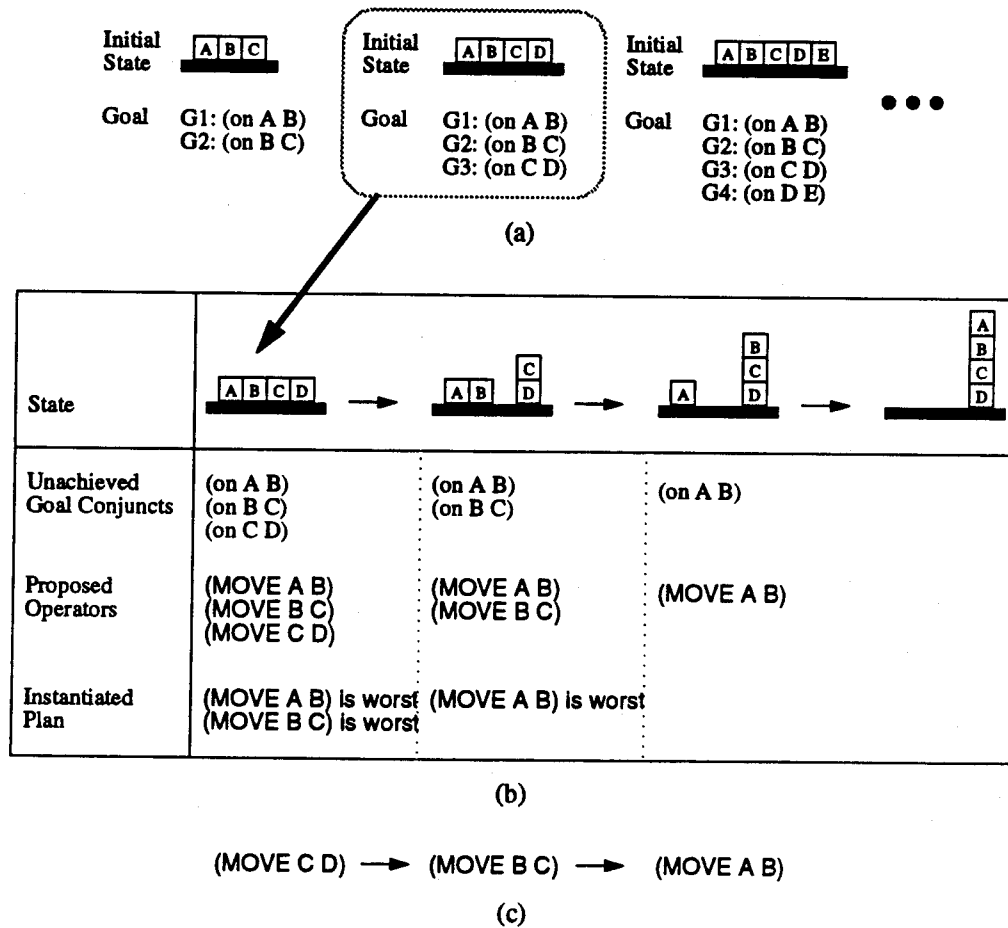 Initial State
A B C
Goal
G1: (on A B)
G2: (on B C)
Initial State
A B C D
Goal
G1: (on A B)
G2: (on B C)
G3: (on C D)
Initial State
A B C D E
Goal
G1: (on A B)
G2: (on B C)
G3: (on C D)
G4: (on D E)
(a)
State
A B C D
A B
C
D
A
B
C
D
A
B
C
D
Unachieved
Goal Conjuncts
(on A B)
(on B C)
(on C D)
(on A B)
(on B C)
(on A B)
Proposed
Operators
(MOVE A B)
(MOVE B C)
(MOVE C D)
(MOVE A B)
(MOVE B C)
(MOVE A B)
Instantiated
Plan
(MOVE A B) is worst
(MOVE B C) is worst
(MOVE A B) is worst
(b)
(MOVE C D) → (MOVE B C) → (MOVE A B)
(c)